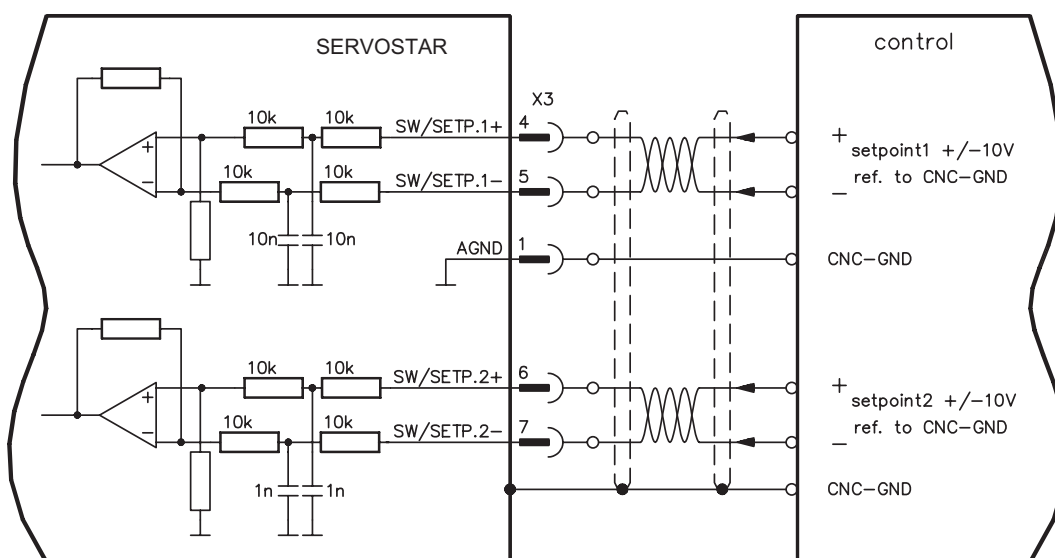 SERVOSTAR
control
X3
10k
10k
SW/SETP.1+
4
+
+
setpoint1 +/-10V
ref. to CNC-GND
−
−
10k
10k
SW/SETP.1−
5
10n
10n
AGND
1
CNC-GND
10k
10k
SW/SETP.2+
6
+
+
setpoint2 +/-10V
ref. to CNC-GND
−
−
10k
10k
SW/SETP.2−
7
1n
1n
CNC-GND